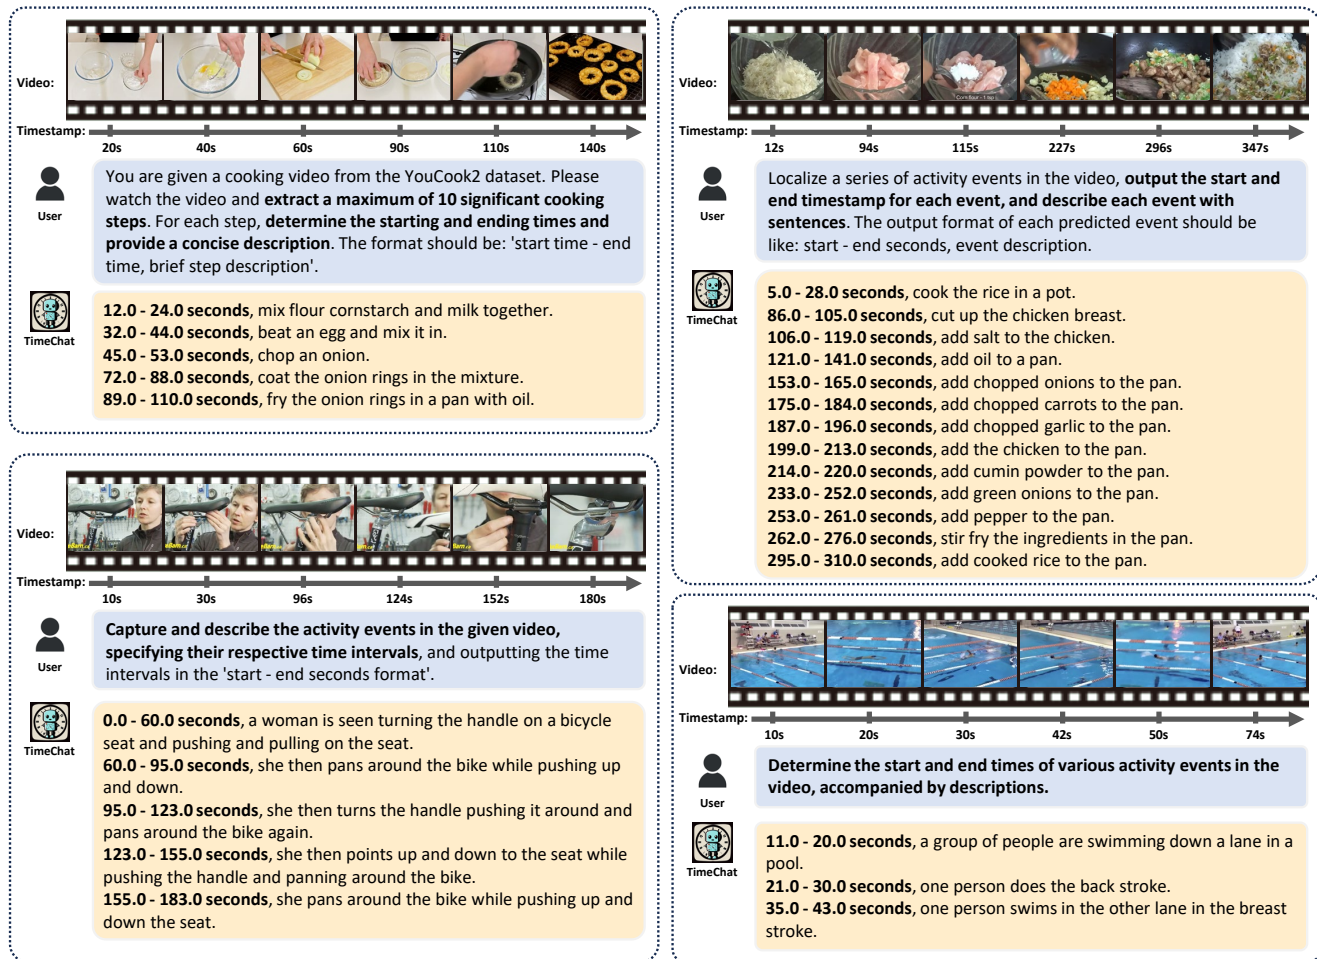 Video:
Timestamp:
20s 40s 60s 90s 110s 140s
User
You are given a cooking video from the YouCook2 dataset. Please
watch the video and extract a maximum of 10 significant cooking
steps. For each step, determine the starting and ending times and
provide a concise description. The format should be: 'start time - end
time, brief step description'.
TimeChat
12.0 - 24.0 seconds, mix flour cornstarch and milk together.
32.0 - 44.0 seconds, beat an egg and mix it in.
45.0 - 53.0 seconds, chop an onion.
72.0 - 88.0 seconds, coat the onion rings in the mixture.
89.0 - 110.0 seconds, fry the onion rings in a pan with oil.
Video:
Timestamp:
10s 30s 96s 124s 152s 180s
User
Capture and describe the activity events in the given video,
specifying their respective time intervals, and outputting the time
intervals in the 'start - end seconds format'.
TimeChat
0.0 - 60.0 seconds, a woman is seen turning the handle on a bicycle
seat and pushing and pulling on the seat.
60.0 - 95.0 seconds, she then pans around the bike while pushing up
and down.
95.0 - 123.0 seconds, she then turns the handle pushing it around and
pans around the bike again.
123.0 - 155.0 seconds, she then points up and down to the seat while
pushing the handle and panning around the bike.
155.0 - 183.0 seconds, she pans around the bike while pushing up and
down the seat.
Video:
Corn flour - 1 tsp
Timestamp:
12s 94s 115s 227s 296s 347s
User
Localize a series of activity events in the video, output the start and
end timestamp for each event, and describe each event with
sentences. The output format of each predicted event should be
like: start - end seconds, event description.
TimeChat
5.0 - 28.0 seconds, cook the rice in a pot.
86.0 - 105.0 seconds, cut up the chicken breast.
106.0 - 119.0 seconds, add salt to the chicken.
121.0 - 141.0 seconds, add oil to a pan.
153.0 - 165.0 seconds, add chopped onions to the pan.
175.0 - 184.0 seconds, add chopped carrots to the pan.
187.0 - 196.0 seconds, add chopped garlic to the pan.
199.0 - 213.0 seconds, add the chicken to the pan.
214.0 - 220.0 seconds, add cumin powder to the pan.
233.0 - 252.0 seconds, add green onions to the pan.
253.0 - 261.0 seconds, add pepper to the pan.
262.0 - 276.0 seconds, stir fry the ingredients in the pan.
295.0 - 310.0 seconds, add cooked rice to the pan.
Video:
Timestamp:
10s 20s 30s 42s 50s 74s
User
Determine the start and end times of various activity events in the
video, accompanied by descriptions.
TimeChat
11.0 - 20.0 seconds, a group of people are swimming down a lane in a
pool.
21.0 - 30.0 seconds, one person does the back stroke.
35.0 - 43.0 seconds, one person swims in the other lane in the breast
stroke.